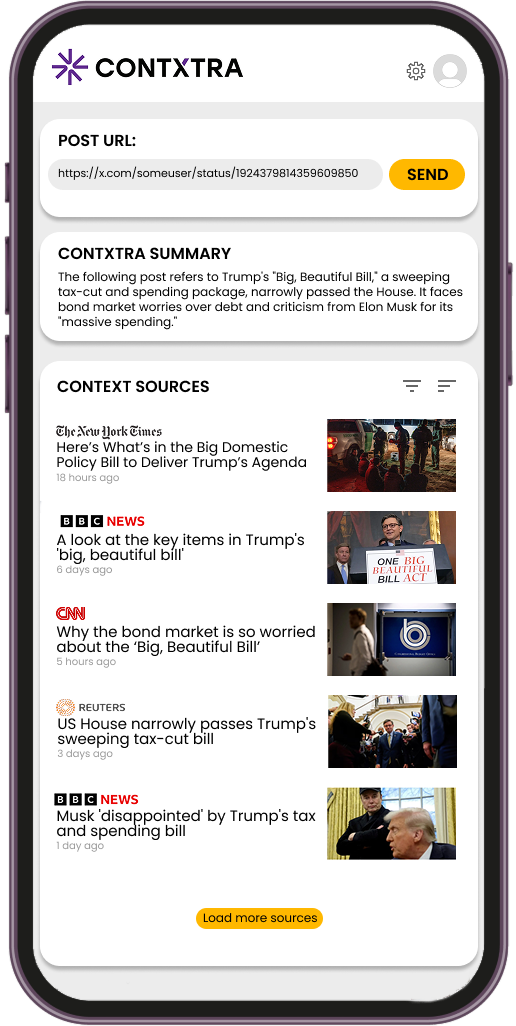 CONTXTRA
POST URL:
https://x.com/someuser/status/1924379814359609850
SEND
CONTXTRA SUMMARY
The following post refers to Trump's "Big, Beautiful Bill," a sweeping
tax-cut and spending package, narrowly passed the House. It faces
bond market worries over debt and criticism from Elon Musk for its
"massive spending."
CONTEXT SOURCES
The New York Times
Here's What's in the Big Domestic
Policy Bill to Deliver Trump's Agenda
18 hours ago
BBC NEWS
A look at the key items in Trump's
'big, beautiful bill'
6 days ago
ONE BIG
BEAUTIFUL
BILL ACT
CNN
Why the bond market is so worried
about the ‘Big, Beautiful Bill’
5 hours ago
REUTERS
US House narrowly passes Trump's
sweeping tax-cut bill
3 days ago
BBC NEWS
Musk 'disappointed' by Trump's tax
and spending bill
1 day ago
Load more sources